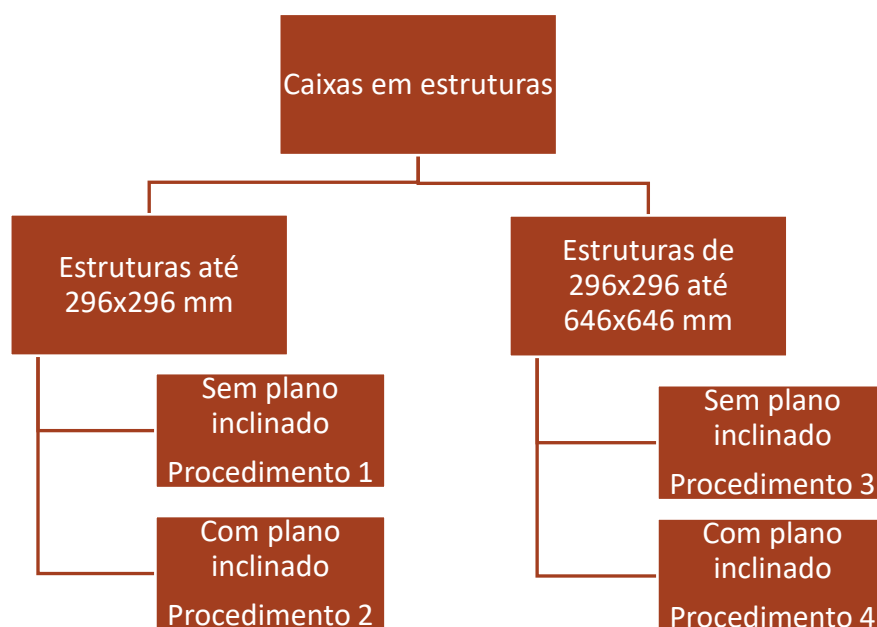 Caixas em estruturas
Estruturas até
296x296 mm
Sem plano
inclinado
Procedimento 1
Com plano
inclinado
Procedimento 2
Estruturas de
296x296 até
646x646 mm
Sem plano
inclinado
Procedimento 3
Com plano
inclinado
Procedimento 4